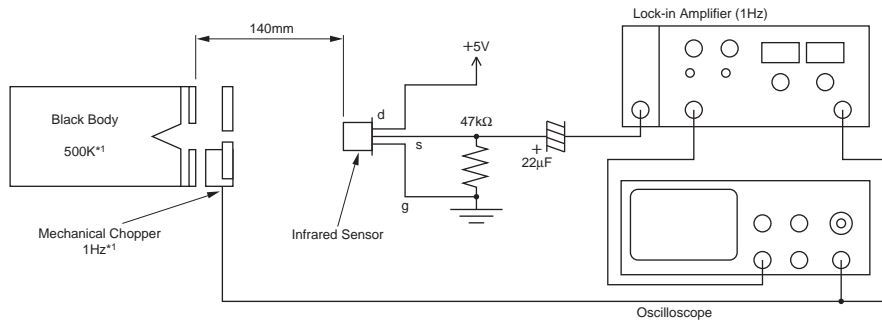 Lock-in Amplifier (1Hz)
140mm
+5V
Black Body
500K*1
d
s
g
47kΩ
+
22μF
Mechanical Chopper
1Hz*1
Infrared Sensor
Oscilloscope